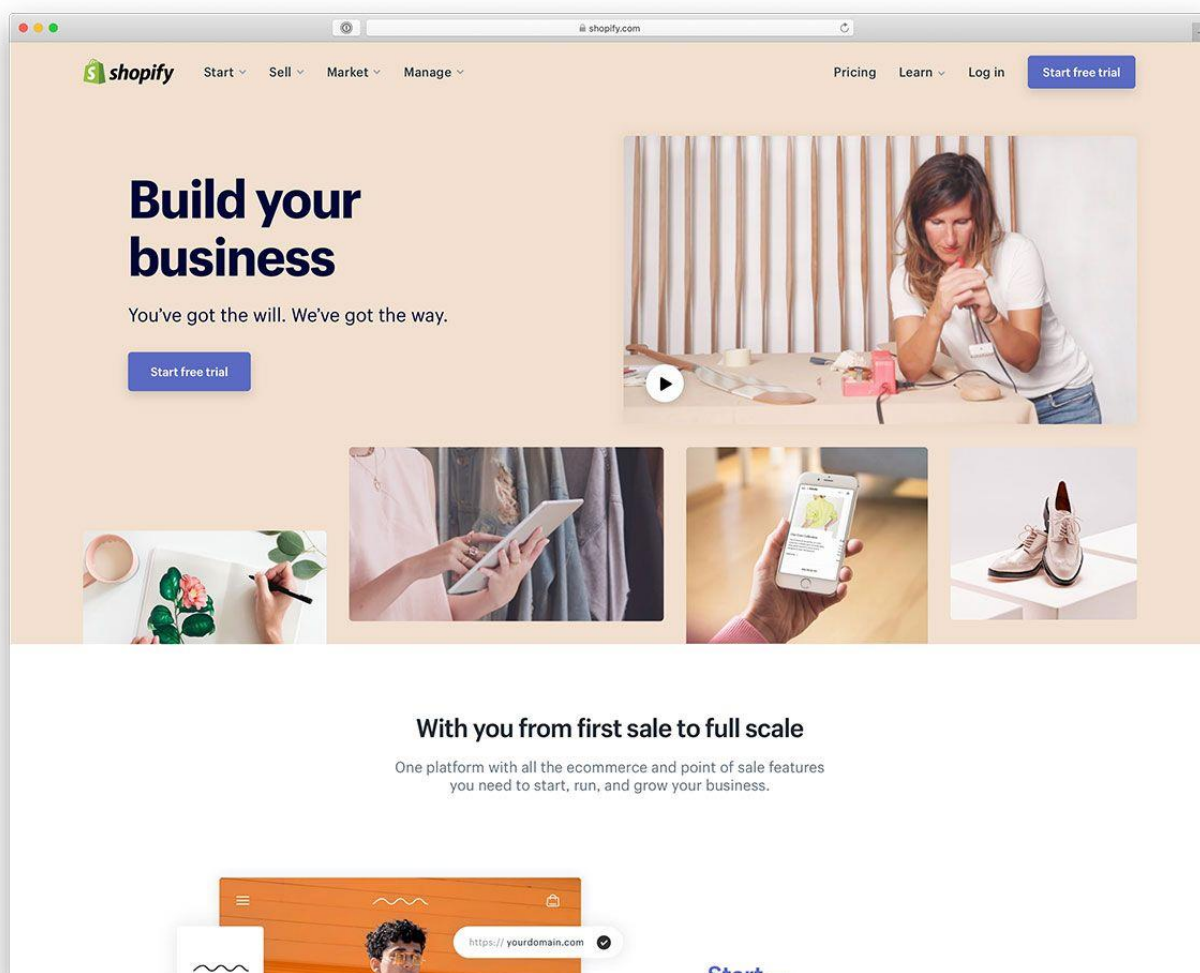 shopify.com
shopify Start Sell Market Manage Pricing Learn Log in Start free trial
Build your
business
You've got the will. We've got the way.
Start free trial
With you from first sale to full scale
One platform with all the ecommerce and point of sale features
you need to start, run, and grow your business.
https:// yourdomain.com
Start